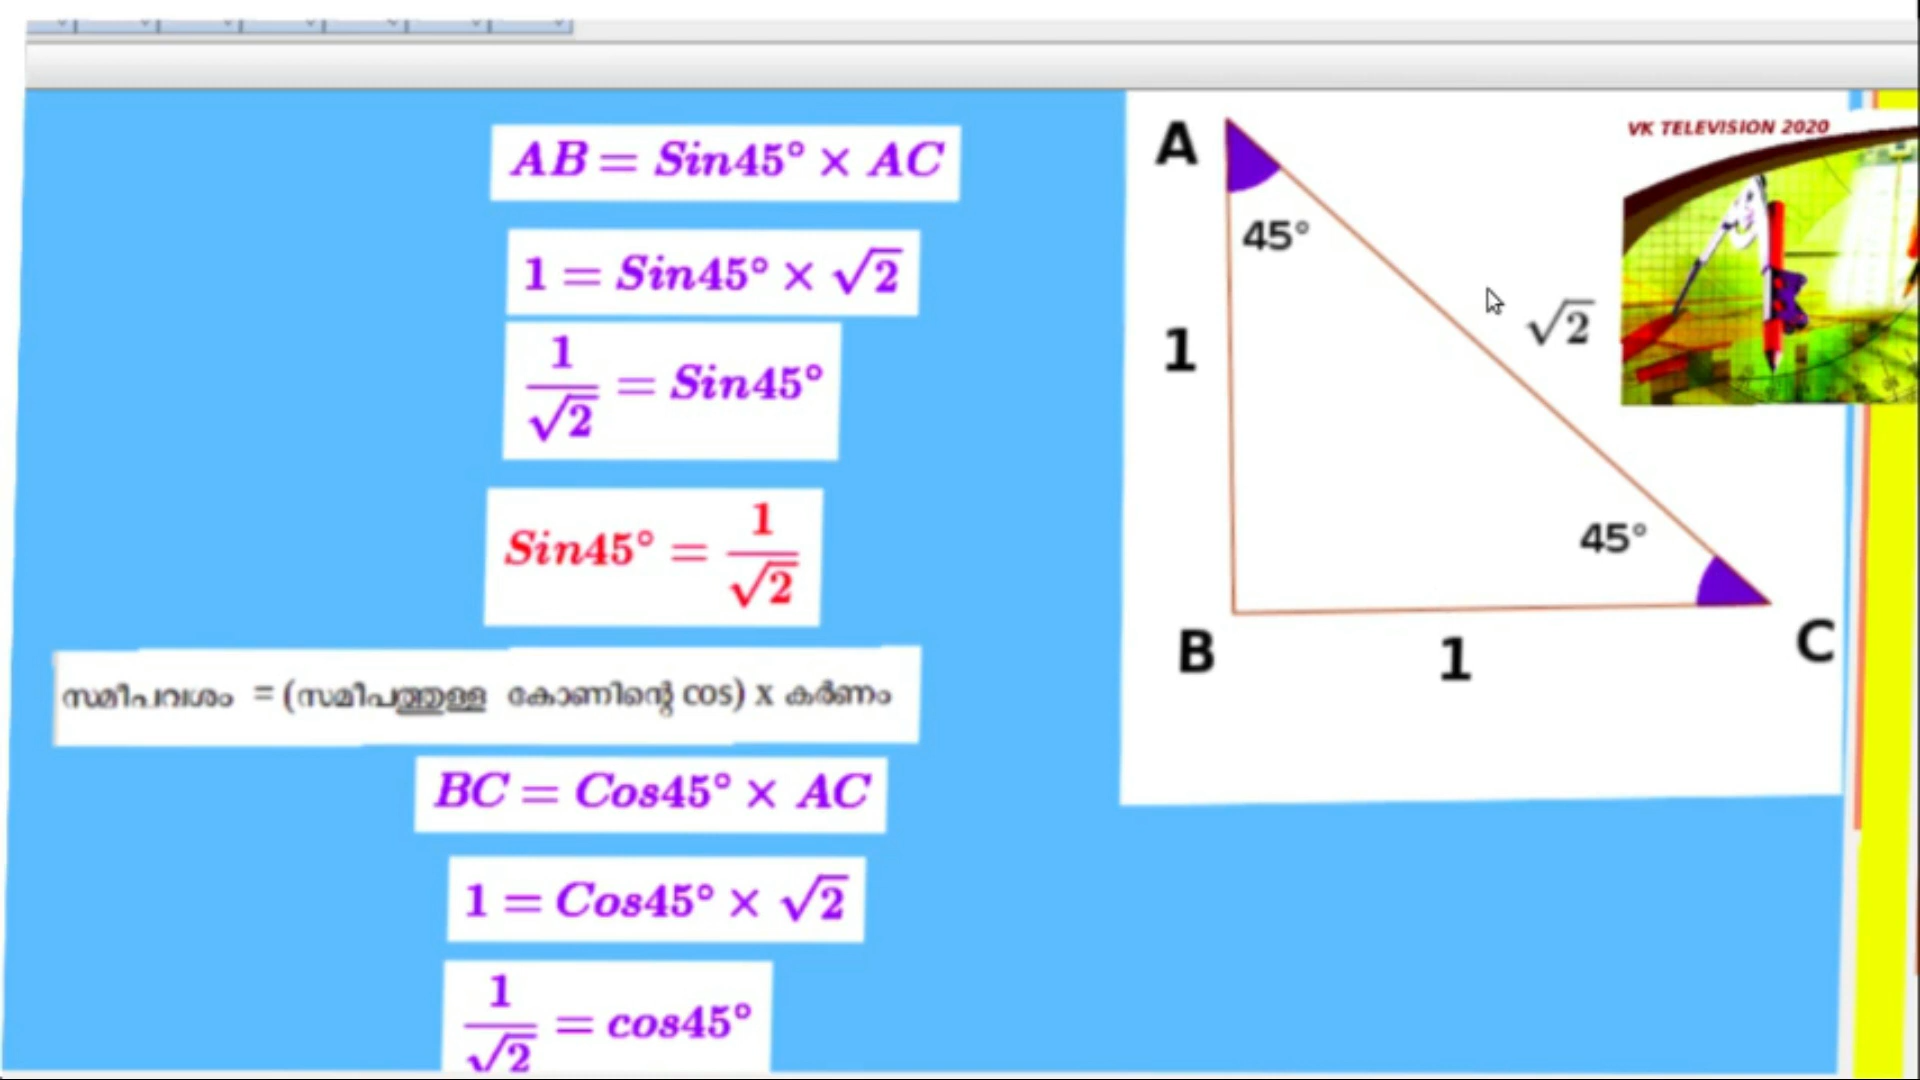 AB = Sin45° × AC
1 = Sin45° × √2
1/√2 = Sin45°
Sin45° = 1/√2
സമീപവശം = (സമീപത്തുള്ള കോണിന്റെ cos) x കർണം
BC = Cos45° × AC
1 = Cos45° × √2
1/√2 = cos45°
A
45°
1
√2
45°
B
1
C
VK TELEVISION 2020